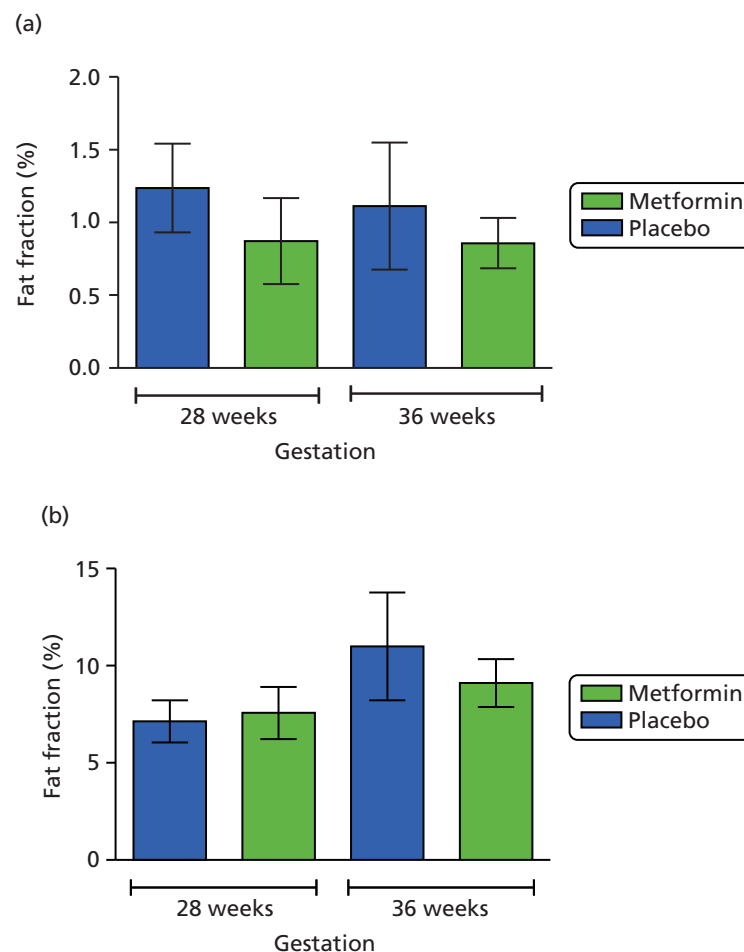 (a)
Fat fraction (%)
2.0
1.5
1.0
0.5
0.0
28 weeks
36 weeks
Gestation
Metformin
Placebo
(b)
Fat fraction (%)
15
10
5
0
28 weeks
36 weeks
Gestation
Metformin
Placebo